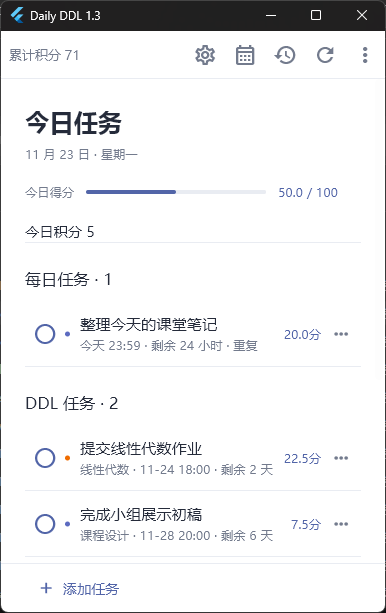 Daily DDL 1.3
累计积分 71
今日任务
11 月 23 日 · 星期一
今日得分 50.0 / 100
今日积分 5
每日任务 · 1
整理今天的课堂笔记 20.0分
今天 23:59 · 剩余 24 小时 · 重复
DDL 任务 · 2
提交线性代数作业 22.5分
线性代数 · 11-24 18:00 · 剩余 2 天
完成小组展示初稿 7.5分
课程设计 · 11-28 20:00 · 剩余 6 天
+ 添加任务